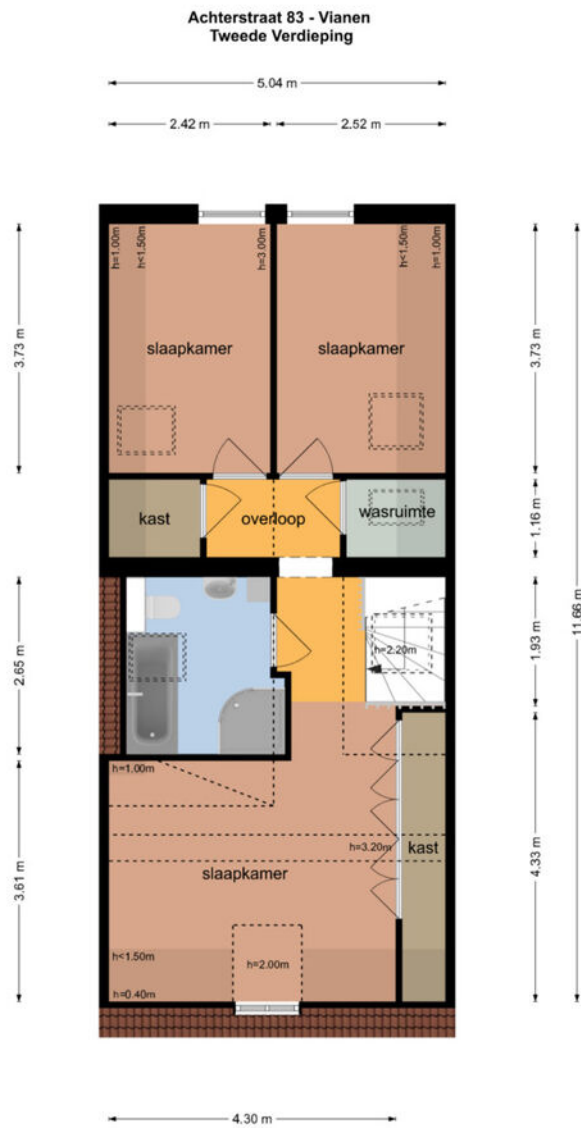 Achterstraat 83 - Vianen
Tweede Verdieping
5.04 m
2.42 m
2.52 m
h=1.00m
h<1.50m
h=3.00m
h<1.50m
h=1.00m
3.73 m
slaapkamer
slaapkamer
3.73 m
kast
overloop
wasruimte
1.16 m
11.66 m
2.65 m
h=2.20m
1.93 m
h=1.00m
3.61 m
h=3.20m
kast
slaapkamer
4.33 m
h<1.50m
h=2.00m
h=0.40m
4.30 m